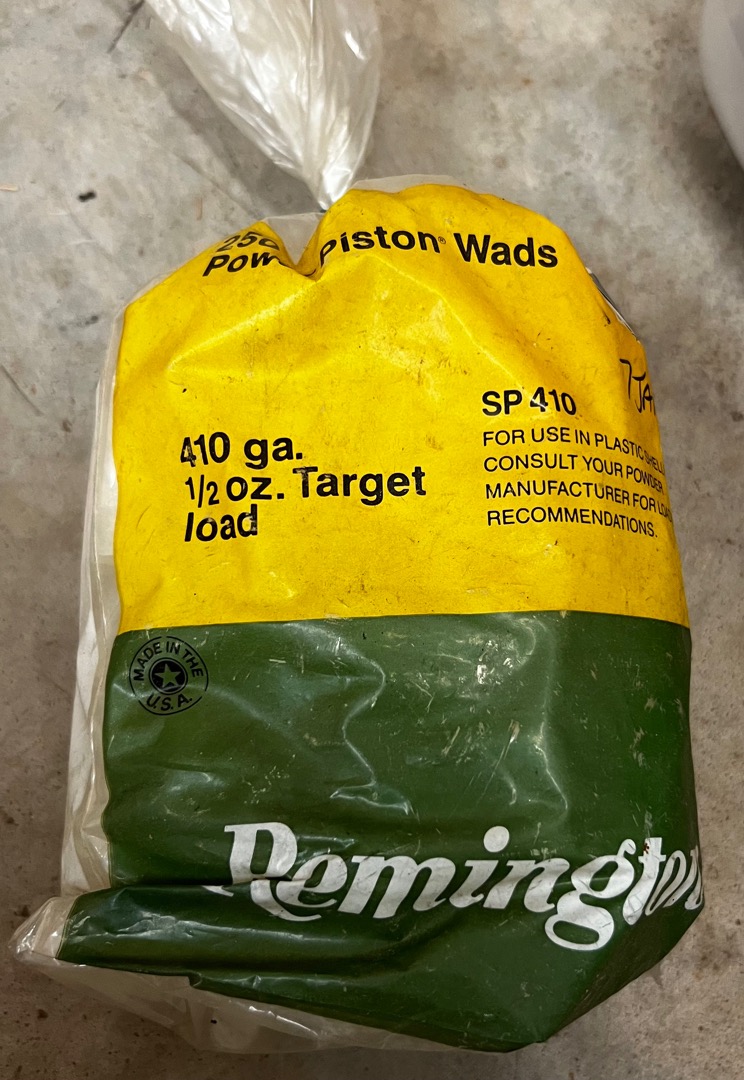 Piston® Wads
SP 410
410 ga.
1/2 oz. Target
load
FOR USE IN PLASTIC
CONSULT YOUR POWDER
MANUFACTURER FOR
RECOMMENDATIONS.
MADE IN THE
U.S.A.
Remington